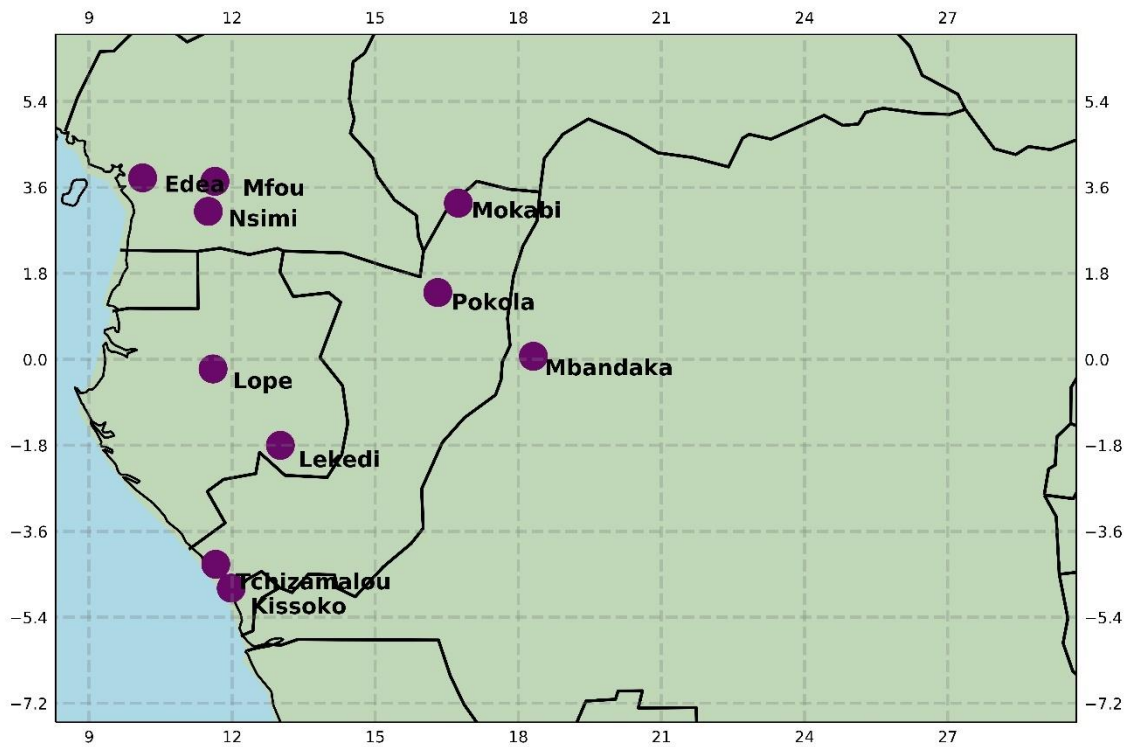 9 12 15 18 21 24 27
5.4 5.4
3.6 Edea Mfou 3.6
Mokabi
Nsimi
1.8 1.8
Pokola
0.0 0.0
Mbandaka
Lope
−1.8 −1.8
Lekedi
−3.6 −3.6
Tchizamalou
Kissoko
−5.4 −5.4
−7.2 −7.2
9 12 15 18 21 24 27